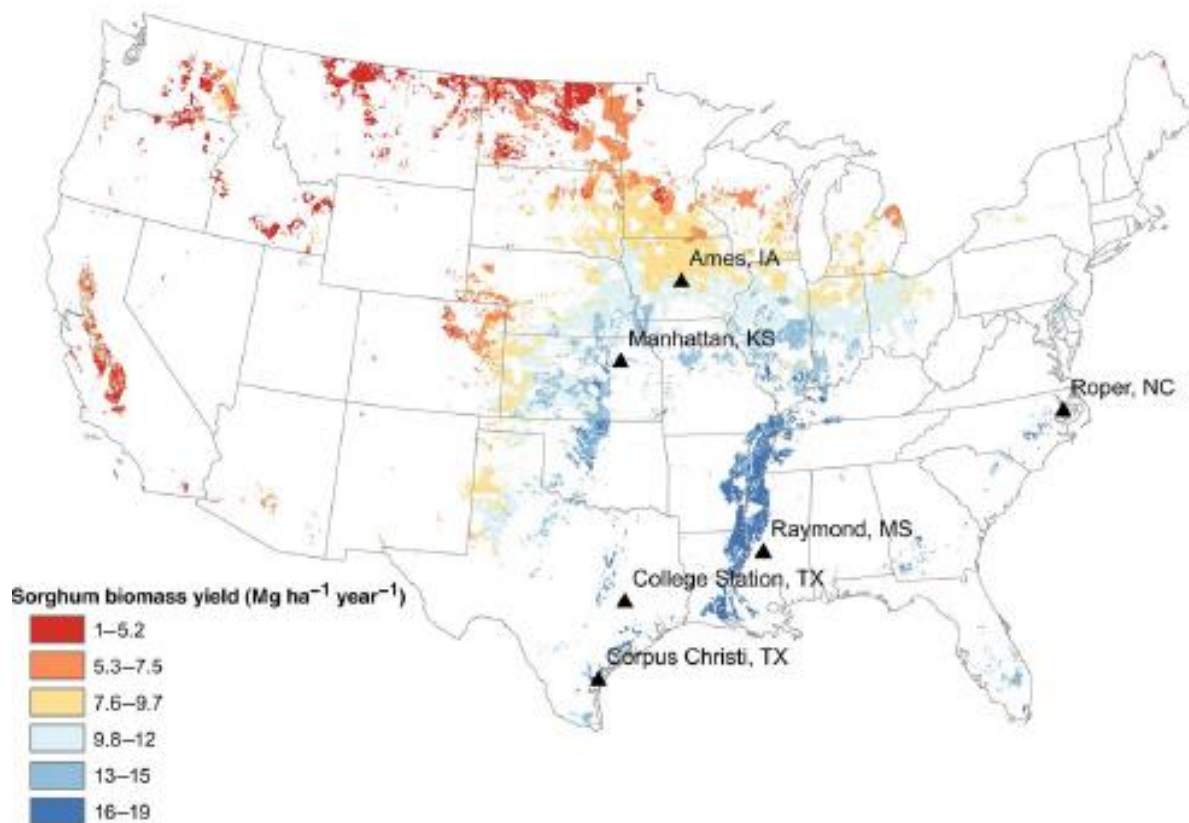 Ames, IA
Manhattan, KS
Roper, NC
Raymond, MS
College Station, TX
Corpus Christi, TX
Sorghum biomass yield (Mg ha⁻¹ year⁻¹)
1–5.2
5.3–7.5
7.6–9.7
9.8–12
13–15
16–19